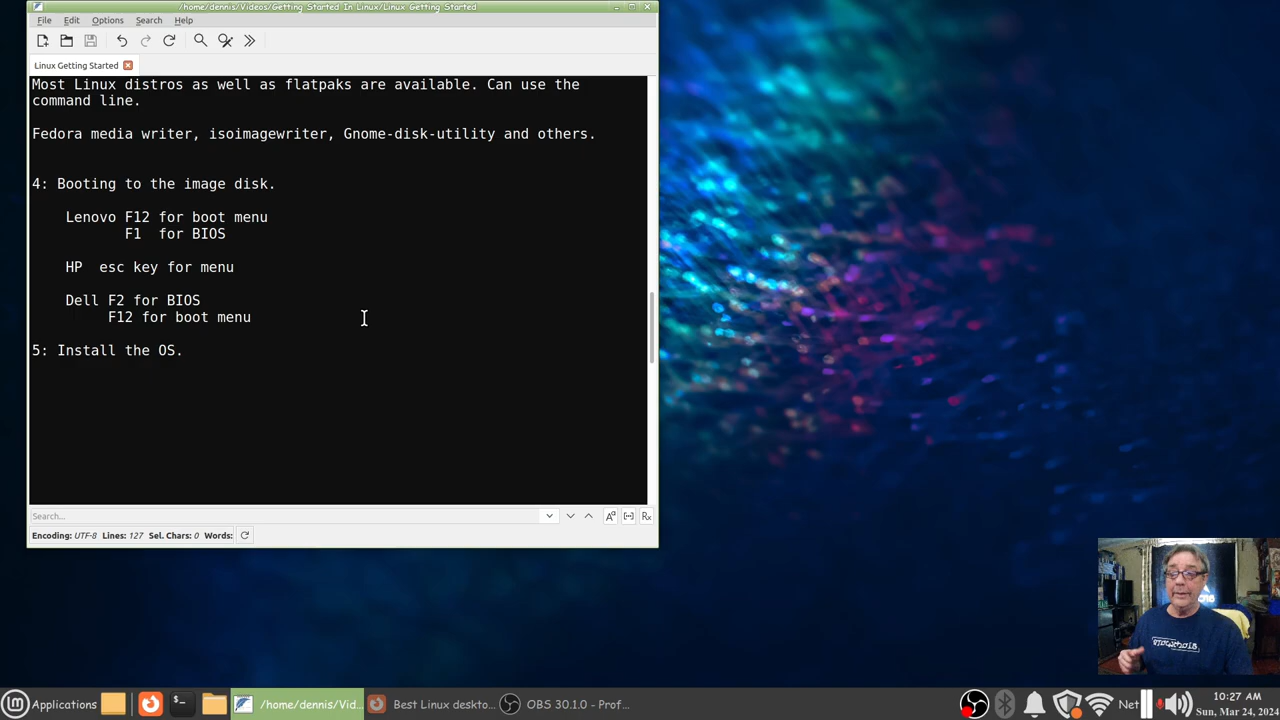 /home/dennis/Videos/Getting Started In Linux/Linux Getting Started
File Edit Options Search Help
Linux Getting Started
Most Linux distros as well as flatpaks are available. Can use the
command line.
Fedora media writer, isoimagewriter, Gnome-disk-utility and others.
4: Booting to the image disk.
Lenovo F12 for boot menu
F1 for BIOS
HP esc key for menu
Dell F2 for BIOS
F12 for boot menu
5: Install the OS.
Search...
Encoding: UTF-8 Lines: 127 Sel. Chars: 0 Words:
Applications
/home/dennis/Vid...
Best Linux deskto...
OBS 30.1.0 - Prof...
Net
10:27 AM
Sun, Mar 24, 2024